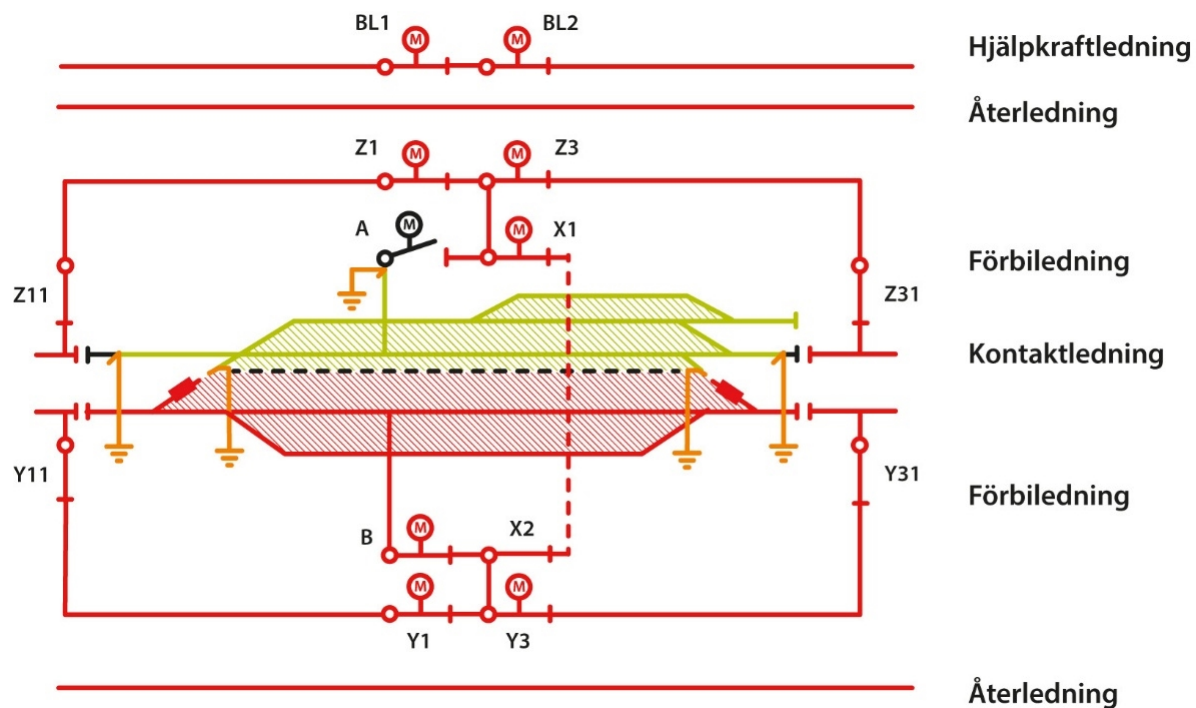 BL1 M BL2 M
Hjälpkraftledning
Återledning
Z1 M M Z3
A M M X1
Förbiledning
Z11 Z31
Kontaktledning
Y11 Y31
Förbiledning
B M X2
M M
Y1 Y3
Återledning